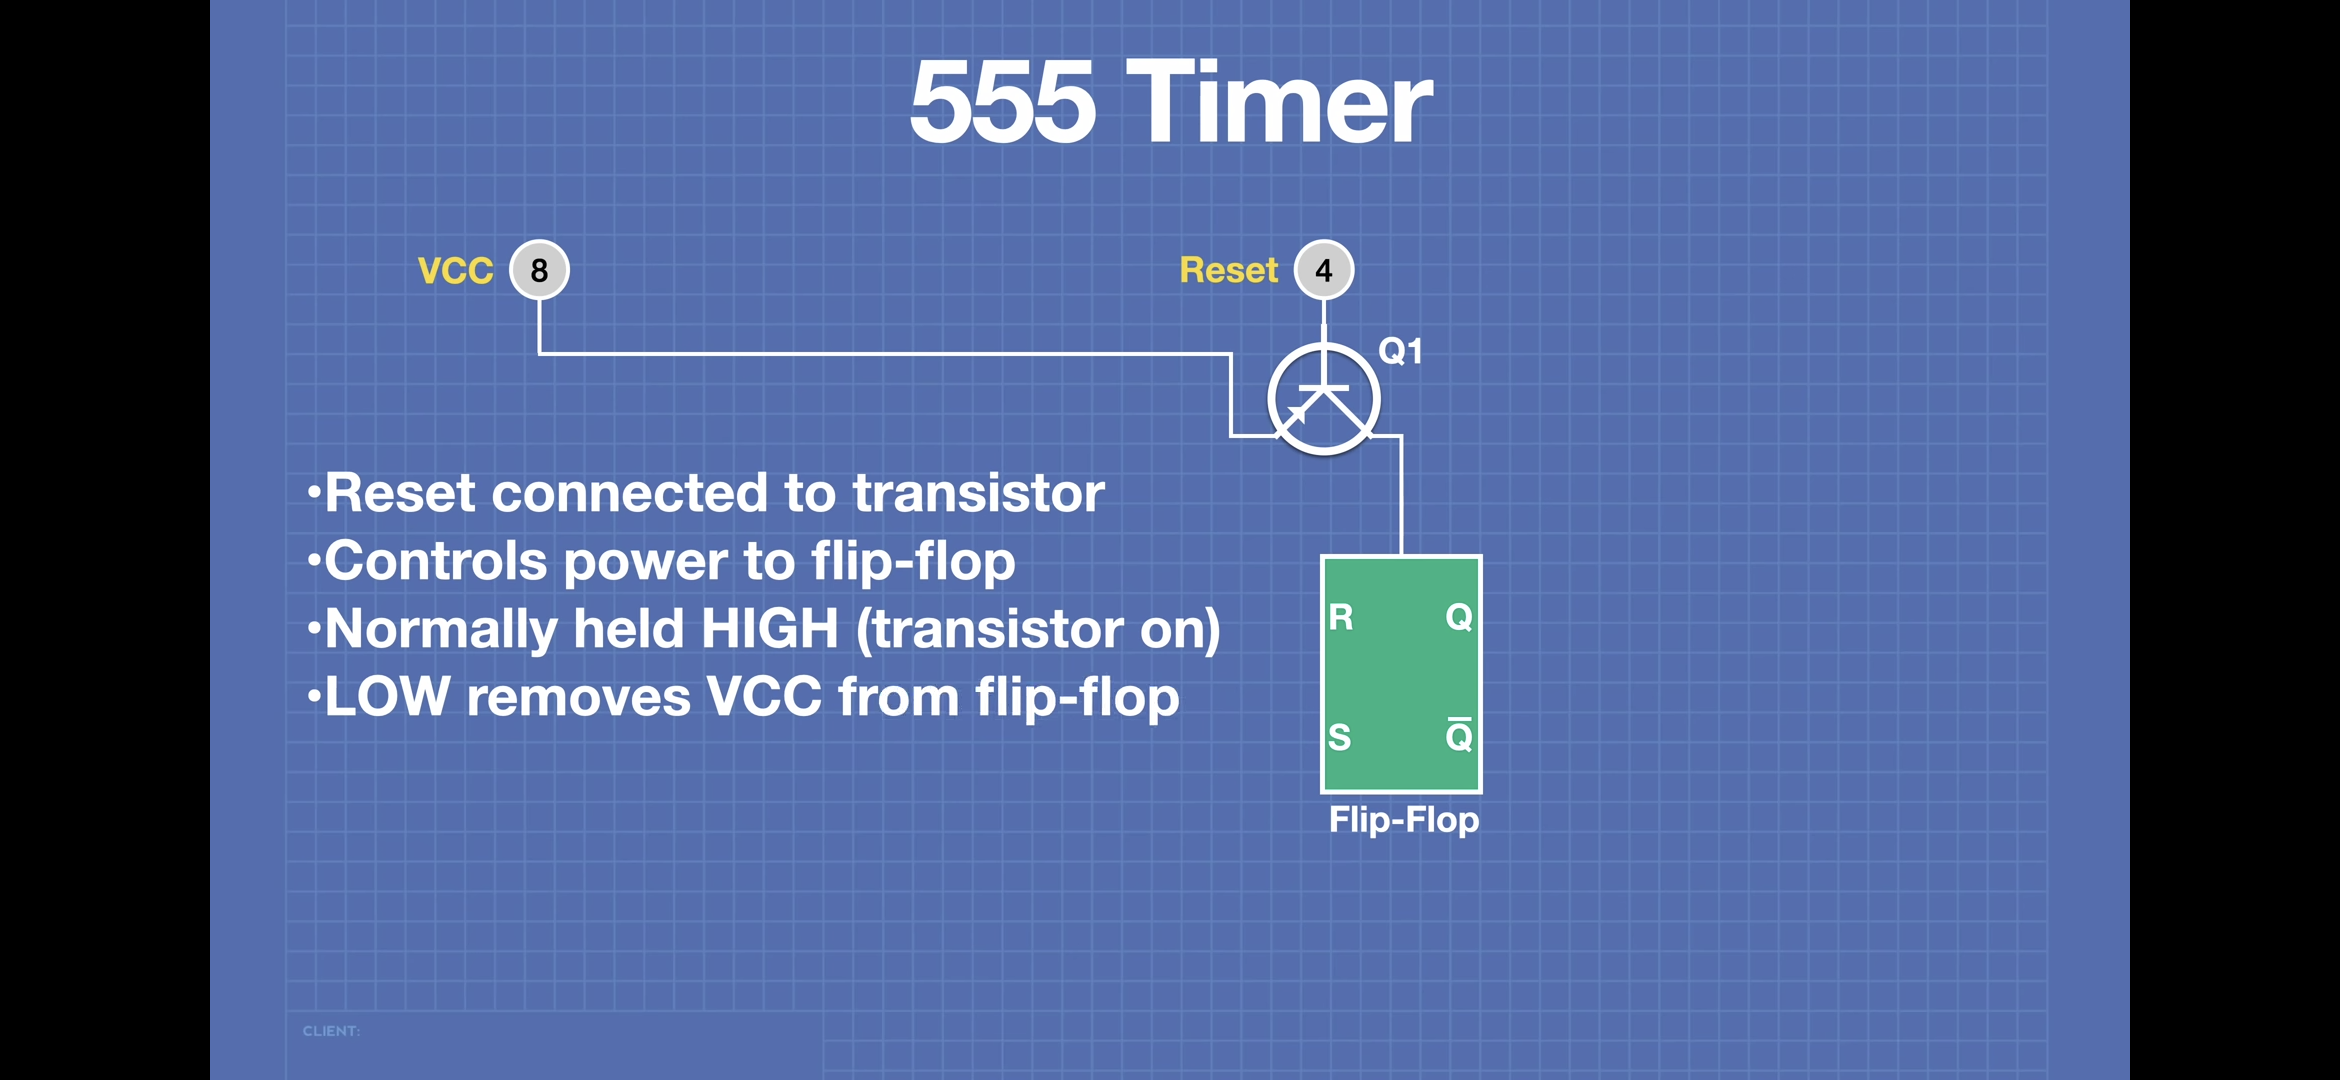 555 Timer
VCC 8
Reset 4
Q1
•Reset connected to transistor
•Controls power to flip-flop
•Normally held HIGH (transistor on)
•LOW removes VCC from flip-flop
R Q
S Q̅
Flip-Flop
CLIENT: